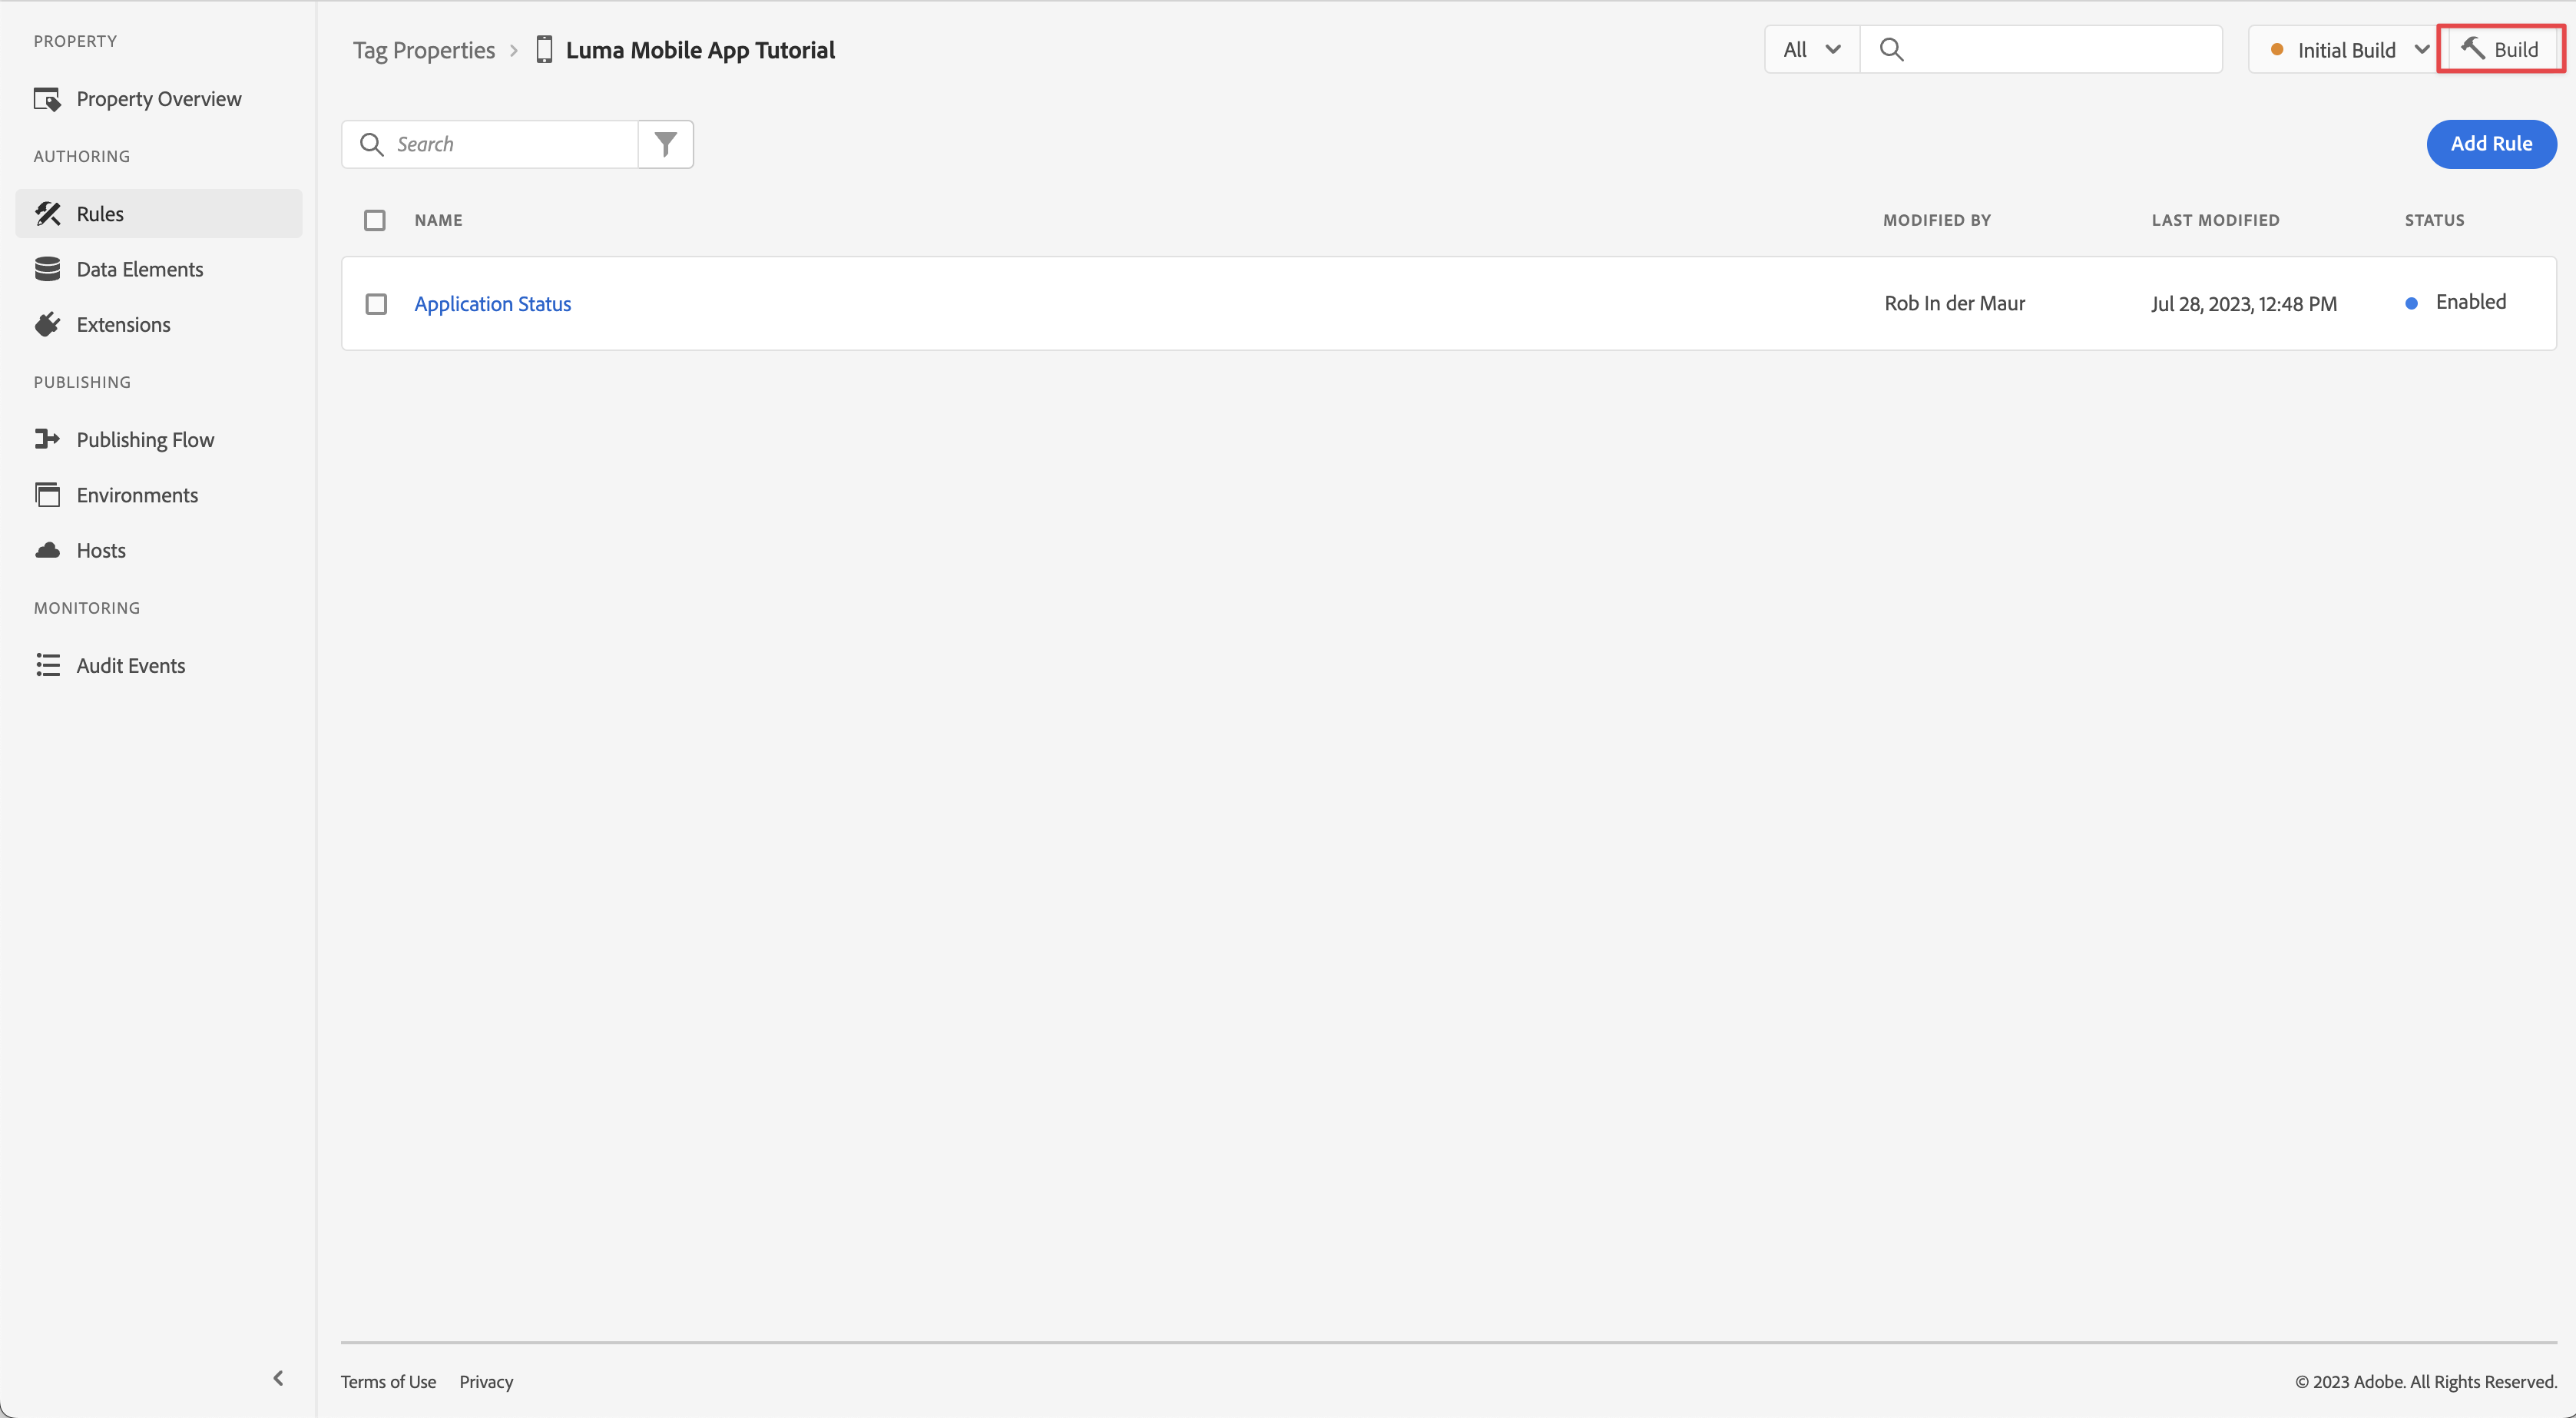 PROPERTY
Property Overview
AUTHORING
Rules
Data Elements
Extensions
PUBLISHING
Publishing Flow
Environments
Hosts
MONITORING
Audit Events
Tag Properties > Luma Mobile App Tutorial
All
Initial Build
Build
Search
Add Rule
NAME MODIFIED BY LAST MODIFIED STATUS
Application Status Rob In der Maur Jul 28, 2023, 12:48 PM Enabled
Terms of Use Privacy © 2023 Adobe. All Rights Reserved.